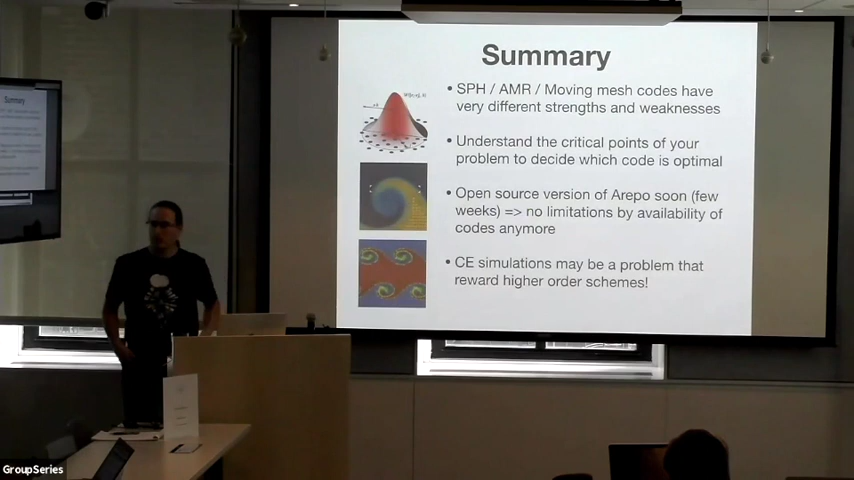 Summary
• SPH / AMR / Moving mesh codes have
very different strengths and weaknesses
• Understand the critical points of your
problem to decide which code is optimal
• Open source version of Arepo soon (few
weeks) => no limitations by availability of
codes anymore
• CE simulations may be a problem that
reward higher order schemes!
Summary
GroupSeries